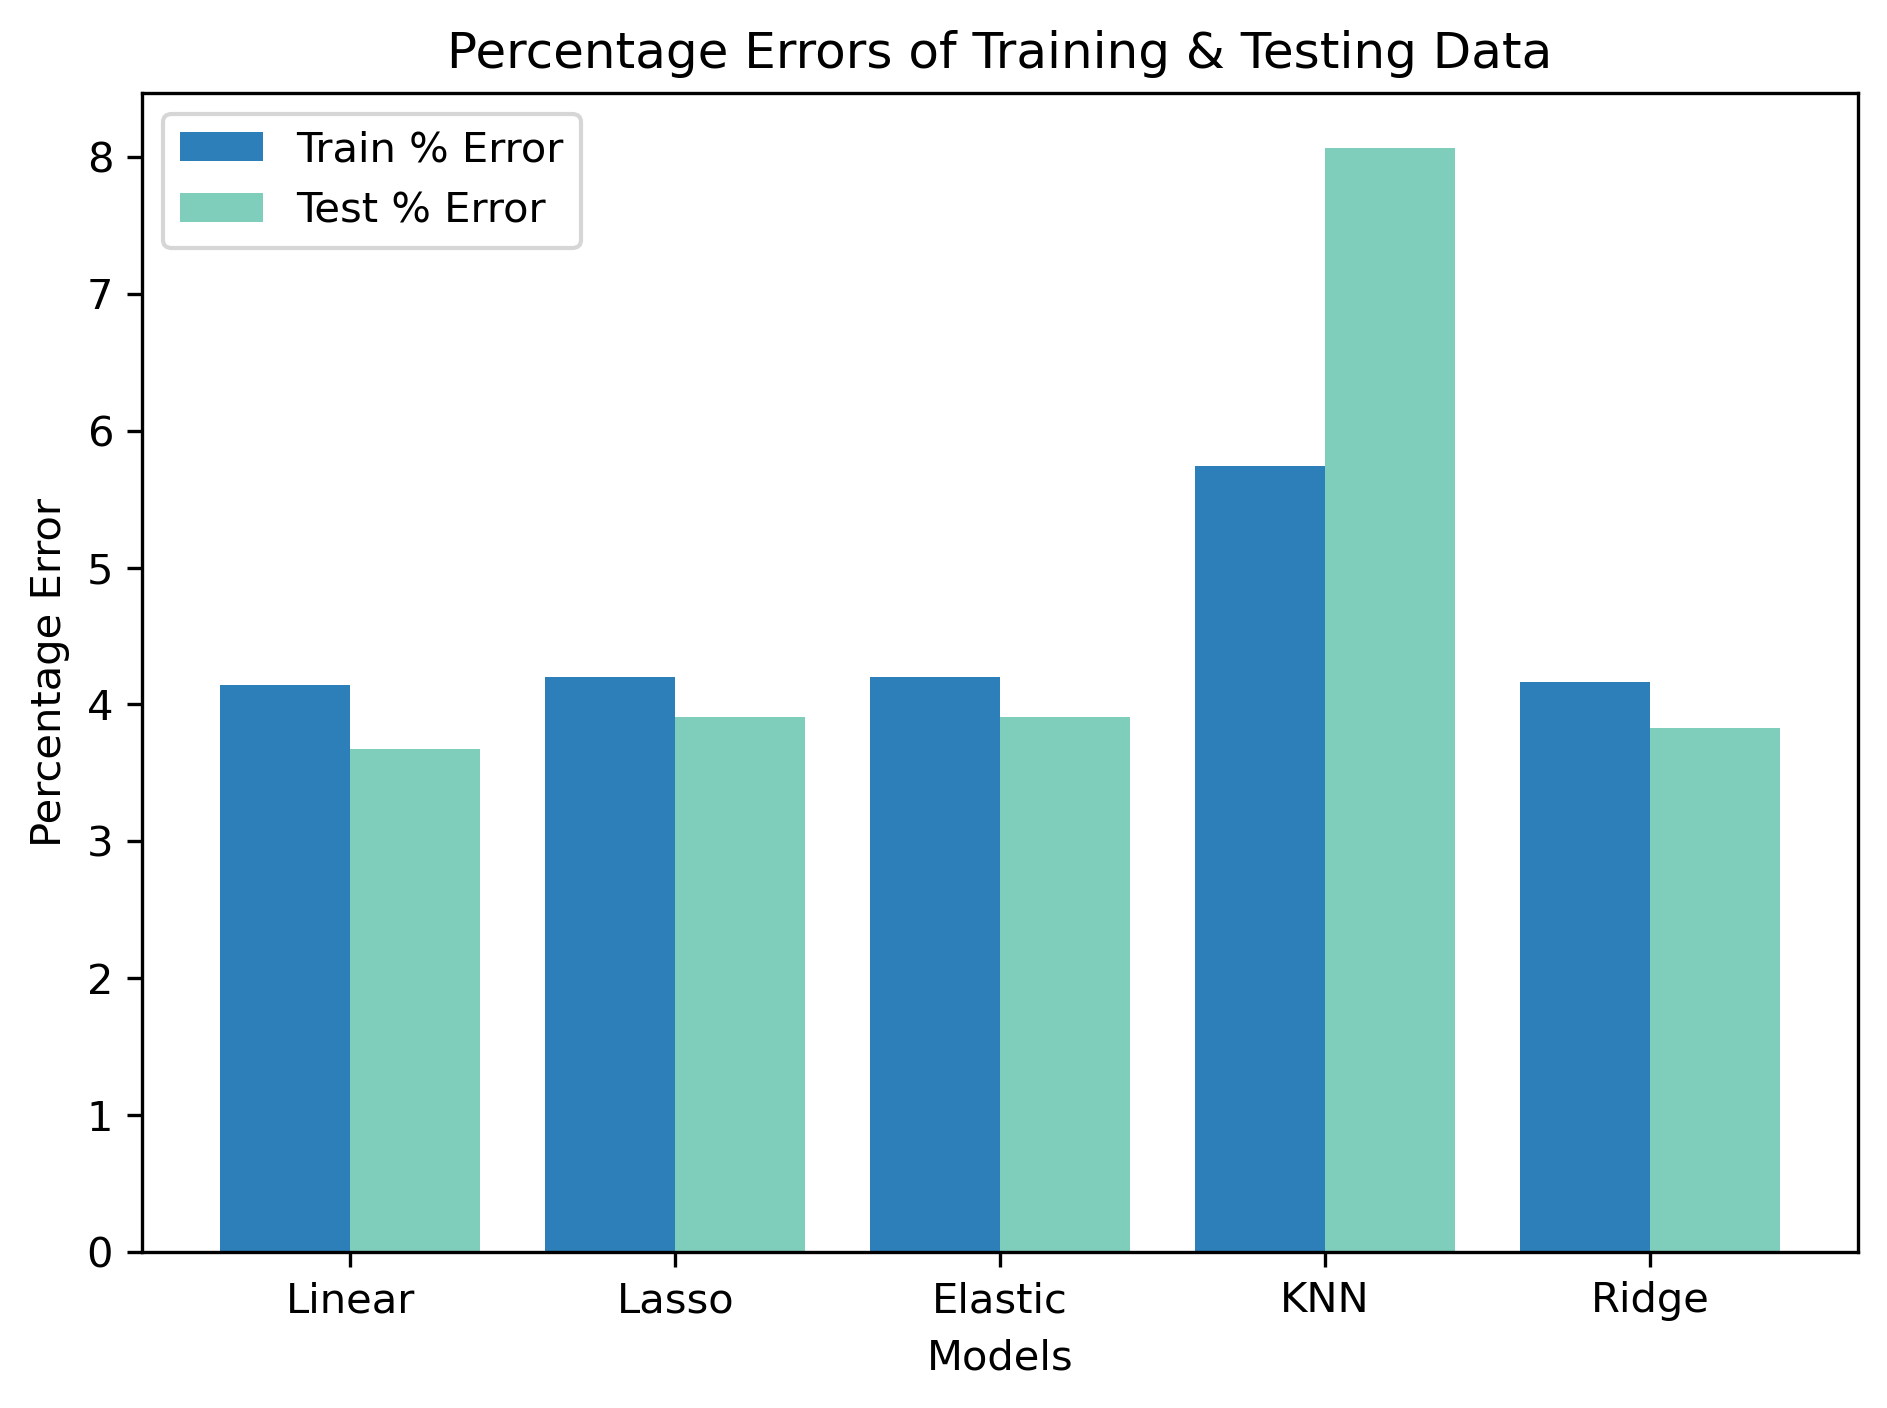 Percentage Errors of Training & Testing Data
Train % Error
Test % Error
8
7
6
5
4
3
2
1
0
Percentage Error
Linear
Lasso
Elastic
KNN
Ridge
Models